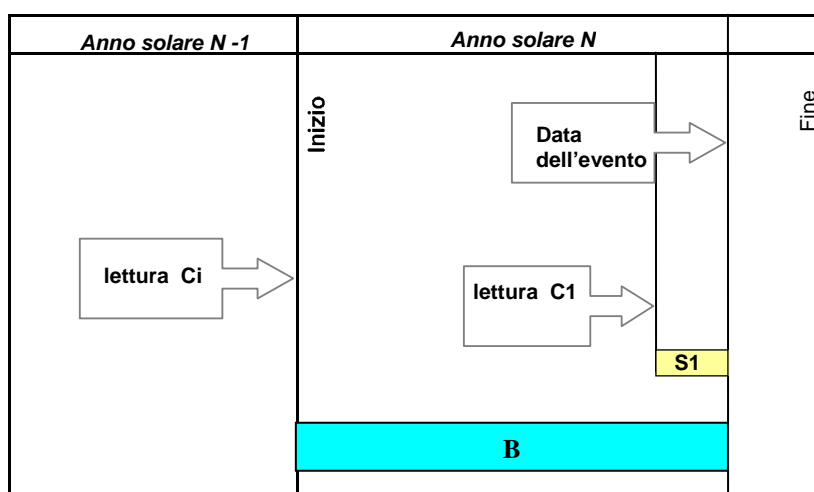 Anno solare N -1
Anno solare N
Inizio
Fine
Data
dell'evento
lettura Ci
lettura C1
S1
B